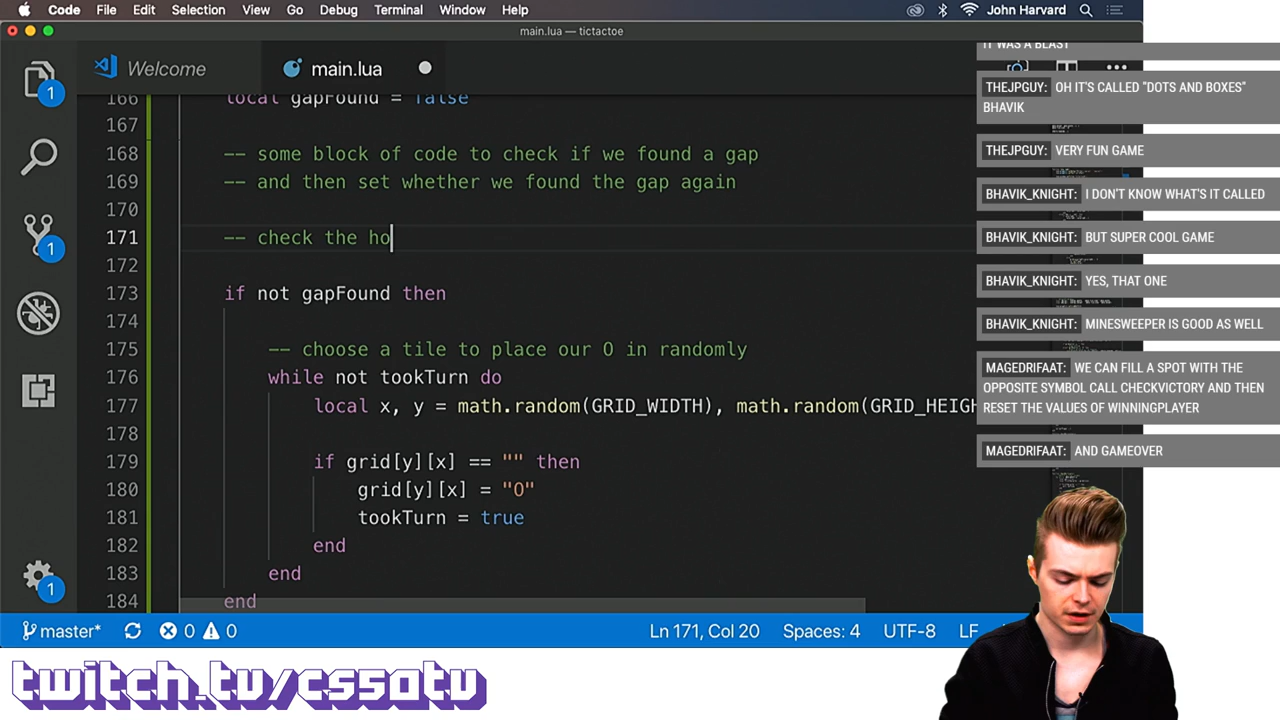 Code File Edit Selection View Go Debug Terminal Window Help John Harvard
main.lua — tictactoe
Welcome main.lua
IT WAS A BLAST
THEJPGUY: OH IT'S CALLED "DOTS AND BOXES"
BHAVIK
THEJPGUY: VERY FUN GAME
BHAVIK_KNIGHT: I DON'T KNOW WHAT'S IT CALLED
BHAVIK_KNIGHT: BUT SUPER COOL GAME
BHAVIK_KNIGHT: YES, THAT ONE
BHAVIK_KNIGHT: MINESWEEPER IS GOOD AS WELL
MAGEDRIFAAT: WE CAN FILL A SPOT WITH THE
OPPOSITE SYMBOL CALL CHECKVICTORY AND THEN
RESET THE VALUES OF WINNINGPLAYER
MAGEDRIFAAT: AND GAMEOVER
166 local gapFound = false
167
168 -- some block of code to check if we found a gap
169 -- and then set whether we found the gap again
170
171 -- check the ho
172
173 if not gapFound then
174
175 -- choose a tile to place our O in randomly
176 while not tookTurn do
177 local x, y = math.random(GRID_WIDTH), math.random(GRID_HEIGH
178
179 if grid[y][x] == "" then
180 grid[y][x] = "O"
181 tookTurn = true
182 end
183 end
184 end
1
1
1
master* 0 0 Ln 171, Col 20 Spaces: 4 UTF-8 LF
twitch.tv/cs50tv